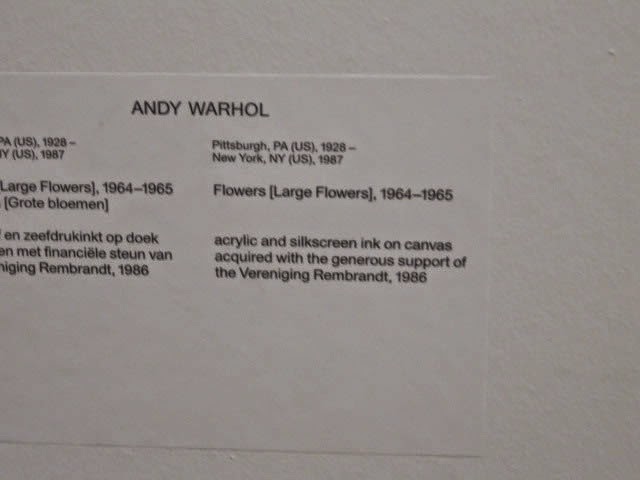 ANDY WARHOL
PA (US), 1928 –
NY (US), 1987
[Large Flowers], 1964–1965
[Grote bloemen]
en zeefdrukinkt op doek
en met financiële steun van
niging Rembrandt, 1986
Pittsburgh, PA (US), 1928 –
New York, NY (US), 1987
Flowers [Large Flowers], 1964–1965
acrylic and silkscreen ink on canvas
acquired with the generous support of
the Vereniging Rembrandt, 1986